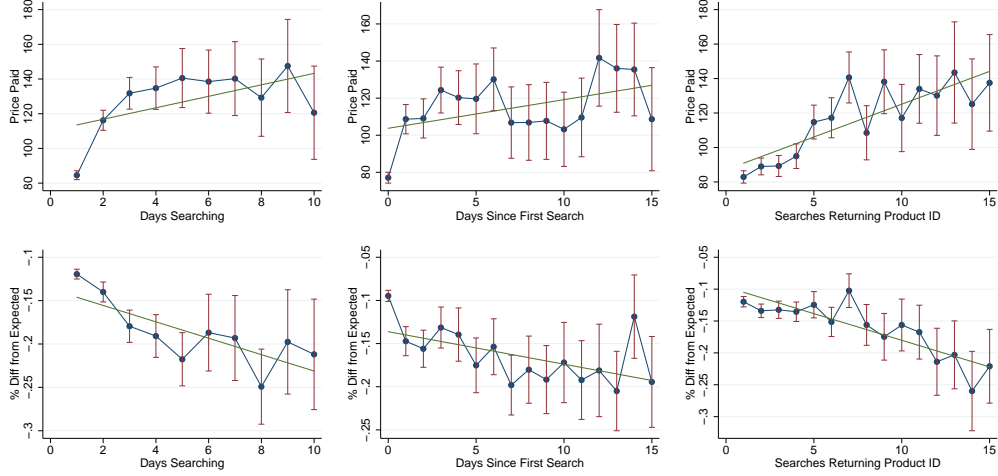 Price Paid
80 100 120 140 160 180
0 2 4 6 8 10
Days Searching
Price Paid
80 100 120 140 160 180
0 5 10 15
Days Since First Search
Price Paid
80 100 120 140 160 180
0 5 10 15
Searches Returning Product ID
% Diff from Expected
-.3 -.25 -.2 -.15 -.1
0 2 4 6 8 10
Days Searching
% Diff from Expected
-.25 -.2 -.15 -.1 -.05
0 5 10 15
Days Since First Search
% Diff from Expected
-.3 -.25 -.2 -.15 -.1 -.05
0 5 10 15
Searches Returning Product ID